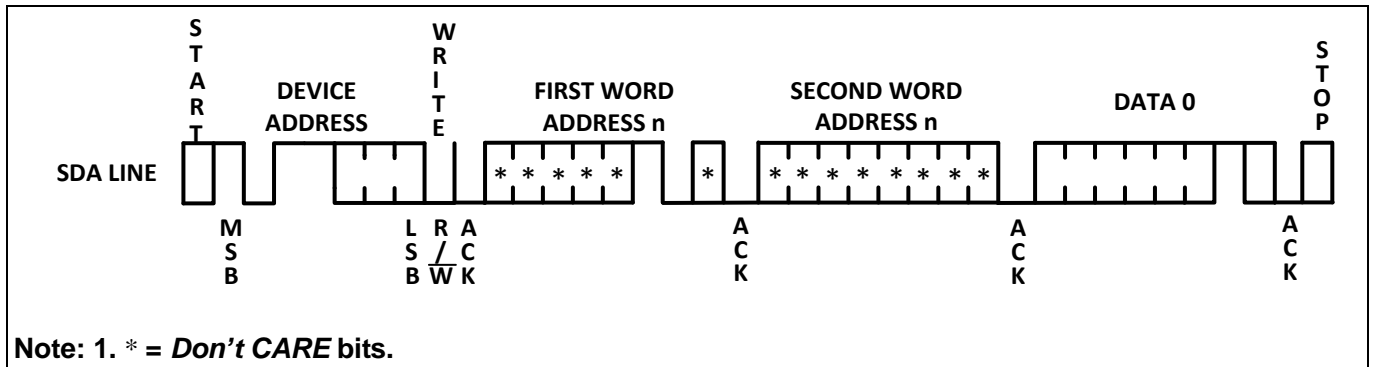 START
WRITE
STOP
DEVICE
ADDRESS
FIRST WORD
ADDRESS n
SECOND WORD
ADDRESS n
DATA 0
SDA LINE
* * * * * * * * * * * * * *
MSB
LSB
R/W
ACK
ACK
ACK
ACK
Note: 1. * = Don't CARE bits.